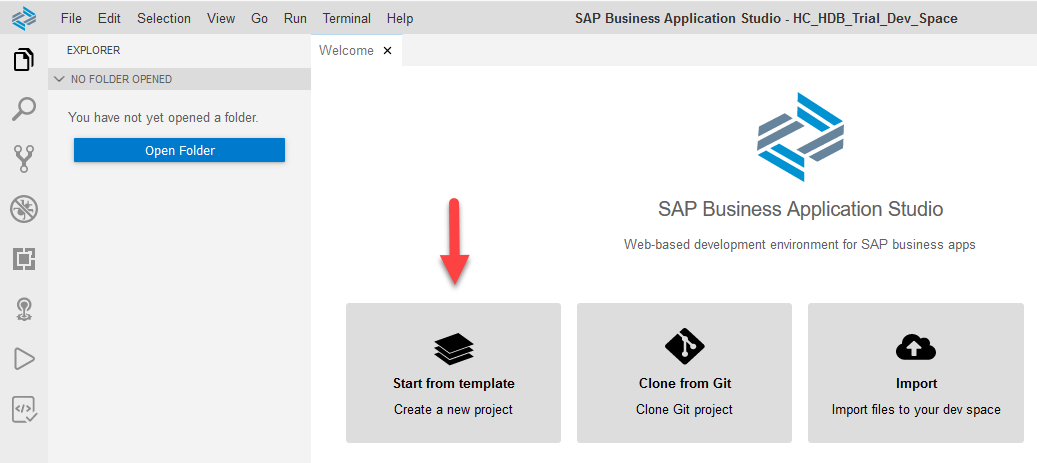 File Edit Selection View Go Run Terminal Help
SAP Business Application Studio - HC_HDB_Trial_Dev_Space
EXPLORER
NO FOLDER OPENED
You have not yet opened a folder.
Open Folder
Welcome
SAP Business Application Studio
Web-based development environment for SAP business apps
Start from template
Create a new project
Clone from Git
Clone Git project
Import
Import files to your dev space